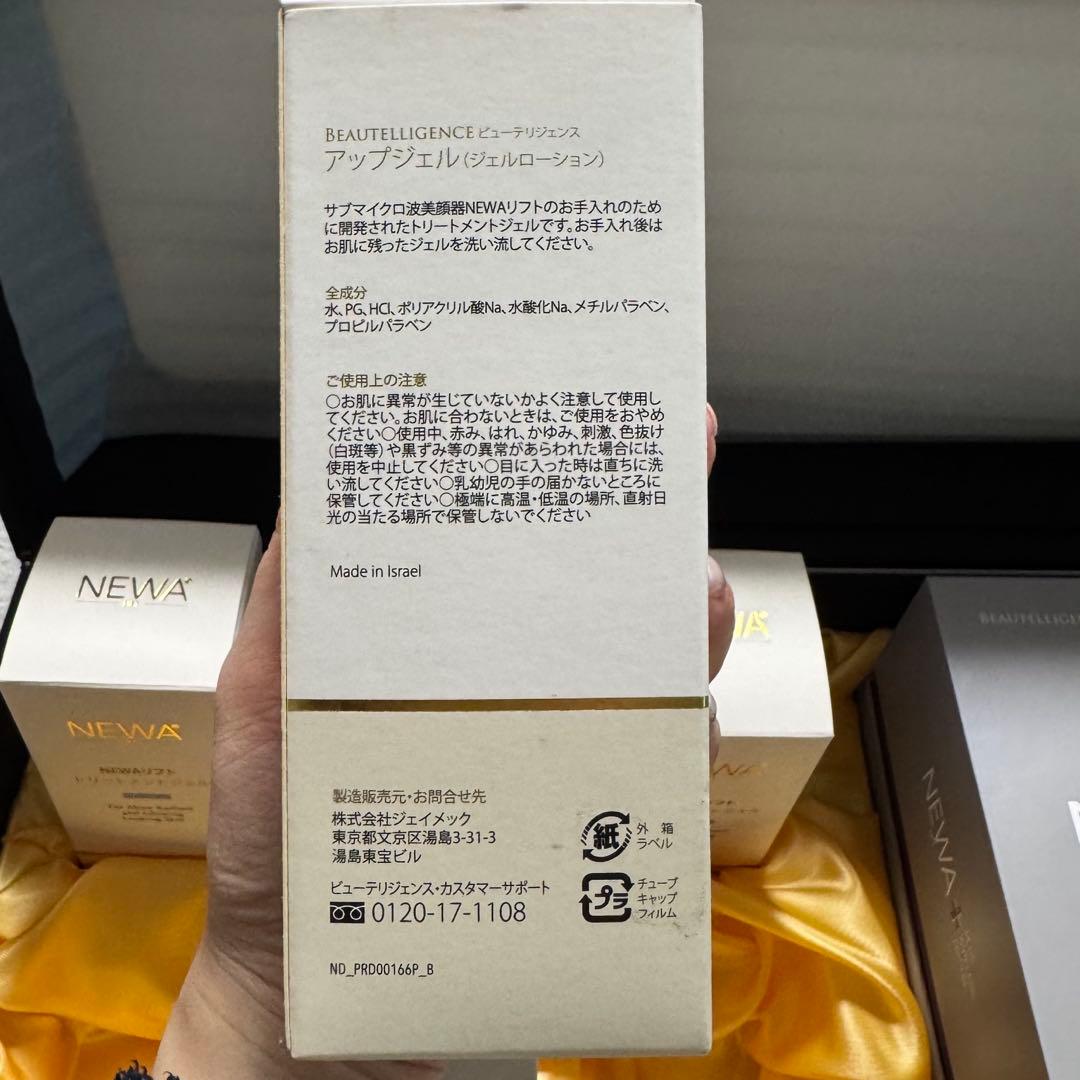 BEAUTELLIGENCE ビューテリジェンス
アップジェル(ジェルローション)
サブマイクロ波美顔器NEWAリフトのお手入れのため
に開発されたトリートメントジェルです。お手入れ後は
お肌に残ったジェルを洗い流してください。
全成分
水、PG、HCl、ポリアクリル酸Na、水酸化Na、メチルパラベン、
プロピルパラベン
ご使用上の注意
○お肌に異常が生じていないかよく注意して使用し
てください。お肌に合わないときは、ご使用をおやめ
ください○使用中、赤み、はれ、かゆみ、刺激、色抜け
(白斑等)や黒ずみ等の異常があらわれた場合には、
使用を中止してください○目に入った時は直ちに洗
い流してください○乳幼児の手の届かないところに
保管してください○極端に高温・低温の場所、直射日
光の当たる場所で保管しないでください
Made in Israel
製造販売元・お問合せ先
株式会社ジェイメック
東京都文京区湯島3-31-3
湯島東宝ビル
ビューテリジェンス・カスタマーサポート
0120-17-1108
ND_PRD00166P_B
紙
外 箱
ラベル
プラ
チューブ
キャップ
フィルム
NEWA
NEWA
NEWAリフト
トリートメントジェル
WA
リフト
BEAUTELLIGE
NEWA+